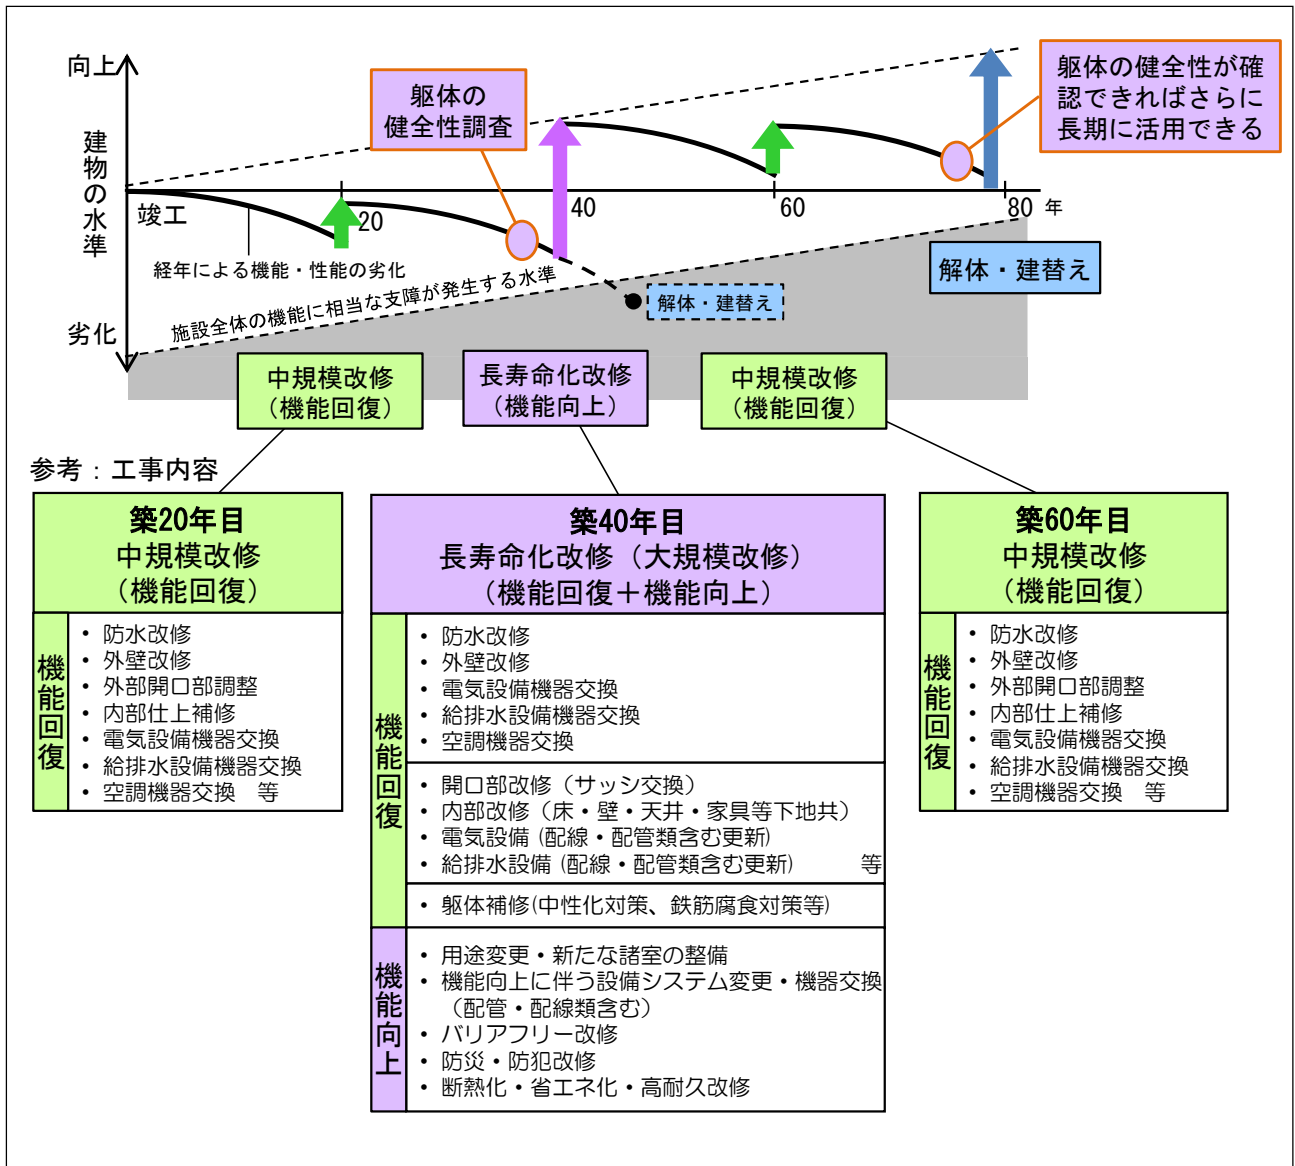 向上
建物の水準
劣化
躯体の
健全性調査
躯体の健全性が確
認できればさらに
長期に活用できる
竣工
20
40
60
80
年
経年による機能・性能の劣化
施設全体の機能に相当な支障が発生する水準
解体・建替え
解体・建替え
中規模改修
(機能回復)
長寿命化改修
(機能向上)
中規模改修
(機能回復)
参考：工事内容
築20年目
中規模改修
（機能回復）
機能回復
・ 防水改修
・ 外壁改修
・ 外部開口部調整
・ 内部仕上補修
・ 電気設備機器交換
・ 給排水設備機器交換
・ 空調機器交換　等
築40年目
長寿命化改修（大規模改修）
（機能回復＋機能向上）
機能回復
・ 防水改修
・ 外壁改修
・ 電気設備機器交換
・ 給排水設備機器交換
・ 空調機器交換
・ 開口部改修（サッシ交換）
・ 内部改修（床・壁・天井・家具等下地共）
・ 電気設備 (配線・配管類含む更新)
・ 給排水設備 (配線・配管類含む更新)　　　等
・ 躯体補修(中性化対策、鉄筋腐食対策等)
機能向上
・ 用途変更・新たな諸室の整備
・ 機能向上に伴う設備システム変更・機器交換
（配管・配線類含む）
・ バリアフリー改修
・ 防災・防犯改修
・ 断熱化・省エネ化・高耐久改修
築60年目
中規模改修
（機能回復）
機能回復
・ 防水改修
・ 外壁改修
・ 外部開口部調整
・ 内部仕上補修
・ 電気設備機器交換
・ 給排水設備機器交換
・ 空調機器交換　等